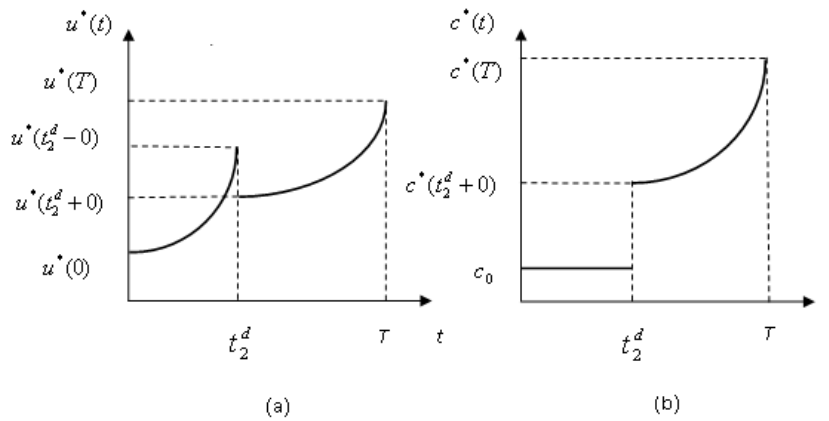 u*(t)
u*(T)
u*(t₂ᵈ−0)
u*(t₂ᵈ+0)
u*(0)
t₂ᵈ
T
t
(a)
c*(t)
c*(T)
c*(t₂ᵈ+0)
c₀
t₂ᵈ
T
(b)